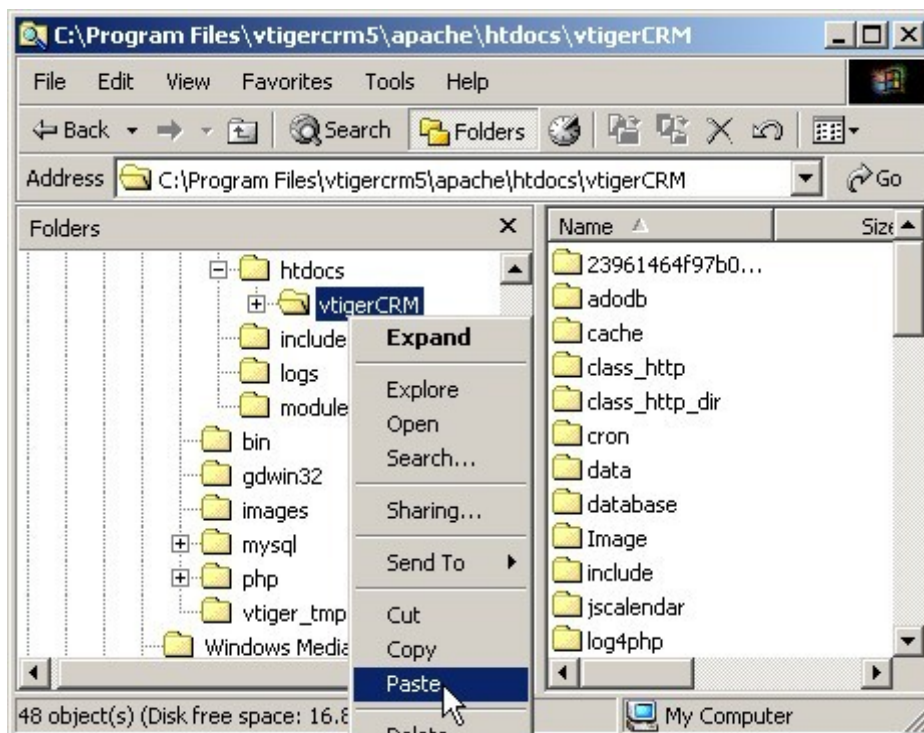 C:\Program Files\vtigercrm5\apache\htdocs\vtigerCRM
File Edit View Favorites Tools Help
Back Search Folders
Address C:\Program Files\vtigercrm5\apache\htdocs\vtigerCRM Go
Folders
htdocs
vtigerCRM
include
logs
module
bin
gdwin32
images
mysql
php
vtiger_tmp
Windows Media
Expand
Explore
Open
Search...
Sharing...
Send To
Cut
Copy
Paste
Delete
Name Size
23961464f97b0...
adodb
cache
class_http
class_http_dir
cron
data
database
Image
include
jscalendar
log4php
48 object(s) (Disk free space: 16.8
My Computer